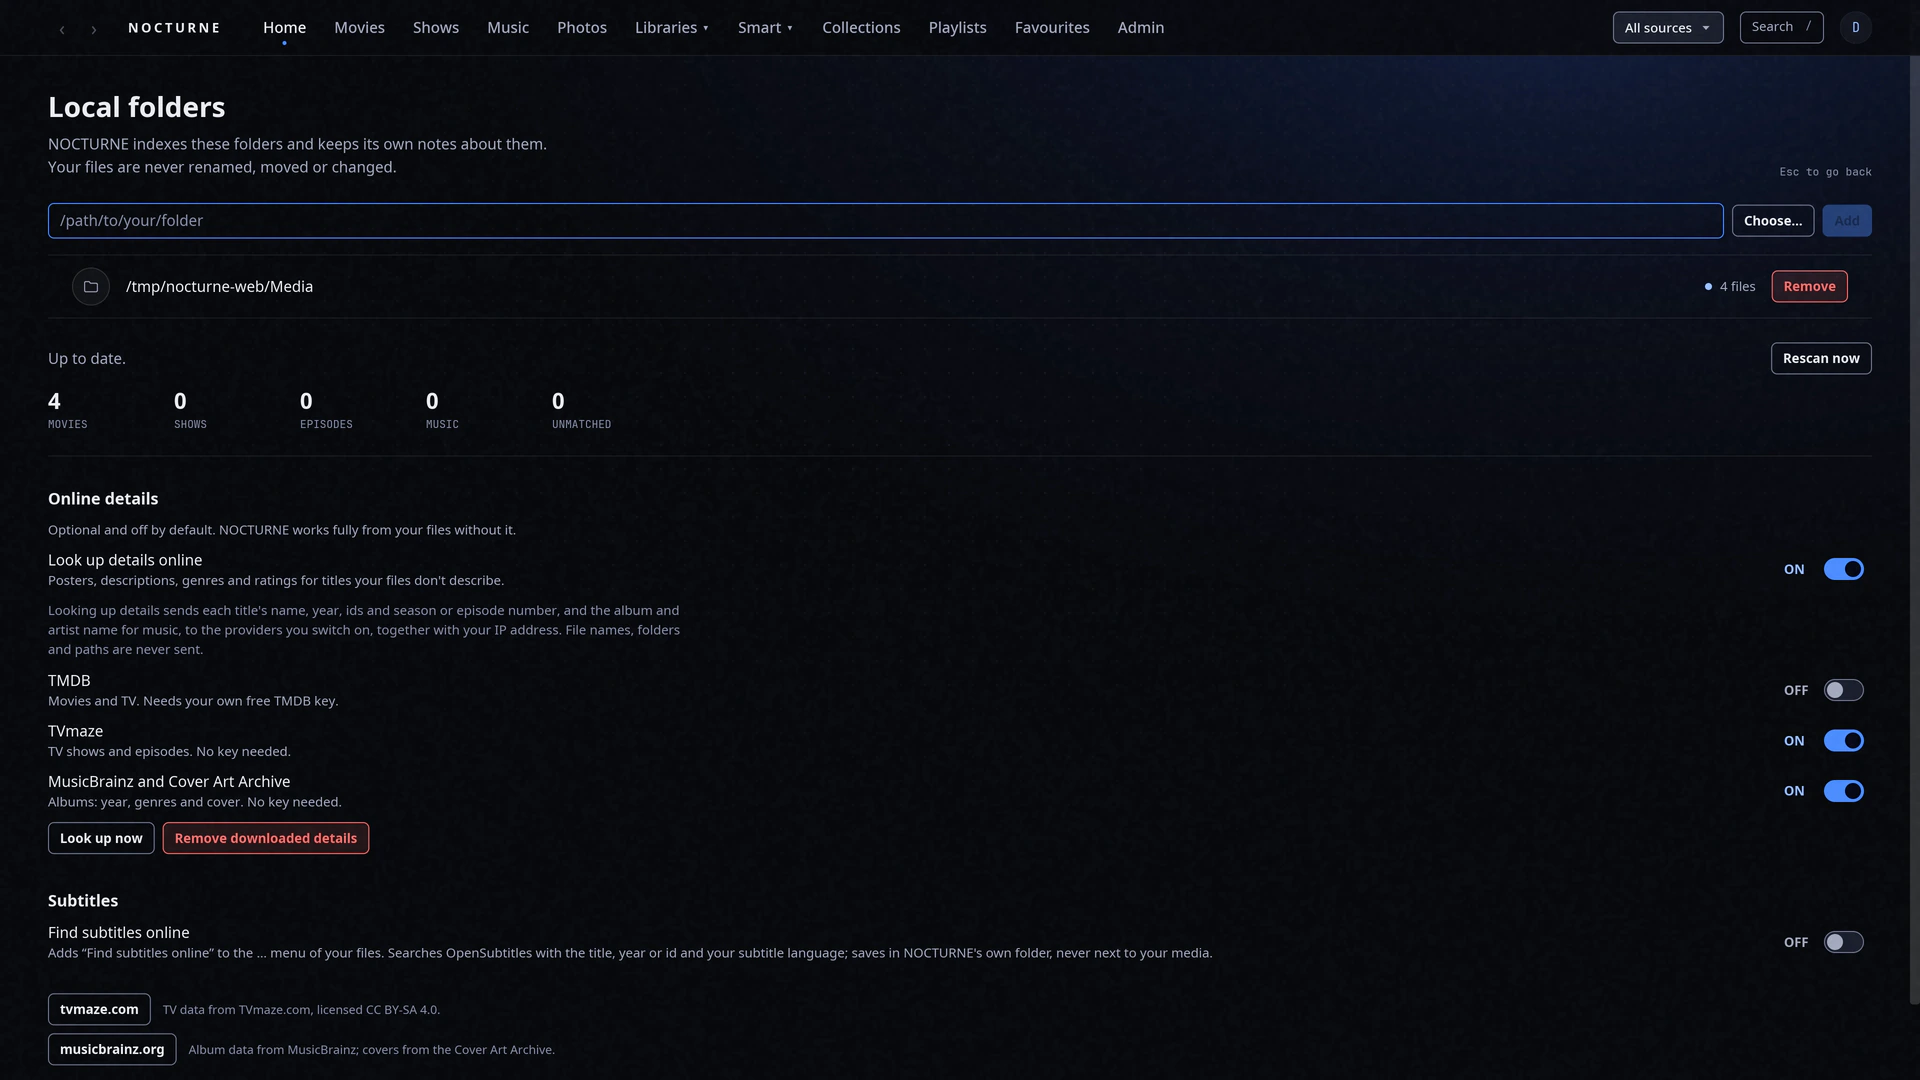 ‹ › NOCTURNE Home Movies Shows Music Photos Libraries ▾ Smart ▾ Collections Playlists Favourites Admin All sources ▾ Search / D
Local folders
NOCTURNE indexes these folders and keeps its own notes about them.
Your files are never renamed, moved or changed.
Esc to go back
/path/to/your/folder Choose... Add
/tmp/nocturne-web/Media 4 files Remove
Up to date. Rescan now
4 0 0 0 0
MOVIES SHOWS EPISODES MUSIC UNMATCHED
Online details
Optional and off by default. NOCTURNE works fully from your files without it.
Look up details online
Posters, descriptions, genres and ratings for titles your files don't describe.
ON
Looking up details sends each title's name, year, ids and season or episode number, and the album and
artist name for music, to the providers you switch on, together with your IP address. File names, folders
and paths are never sent.
TMDB
Movies and TV. Needs your own free TMDB key.
OFF
TVmaze
TV shows and episodes. No key needed.
ON
MusicBrainz and Cover Art Archive
Albums: year, genres and cover. No key needed.
ON
Look up now Remove downloaded details
Subtitles
Find subtitles online
Adds “Find subtitles online” to the ... menu of your files. Searches OpenSubtitles with the title, year or id and your subtitle language; saves in NOCTURNE's own folder, never next to your media.
OFF
tvmaze.com TV data from TVmaze.com, licensed CC BY-SA 4.0.
musicbrainz.org Album data from MusicBrainz; covers from the Cover Art Archive.